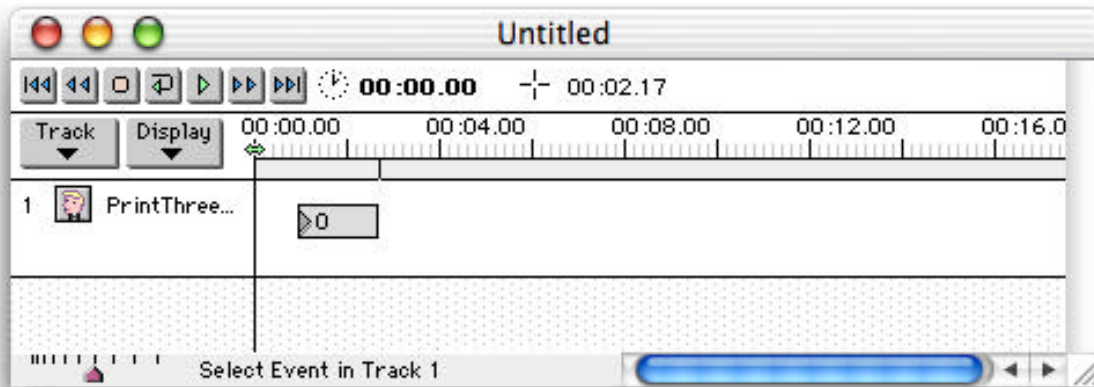 Untitled
00:00.00 00:02.17
Track Display 00:00.00 00:04.00 00:08.00 00:12.00 00:16.0
1 PrintThree...
0
Select Event in Track 1